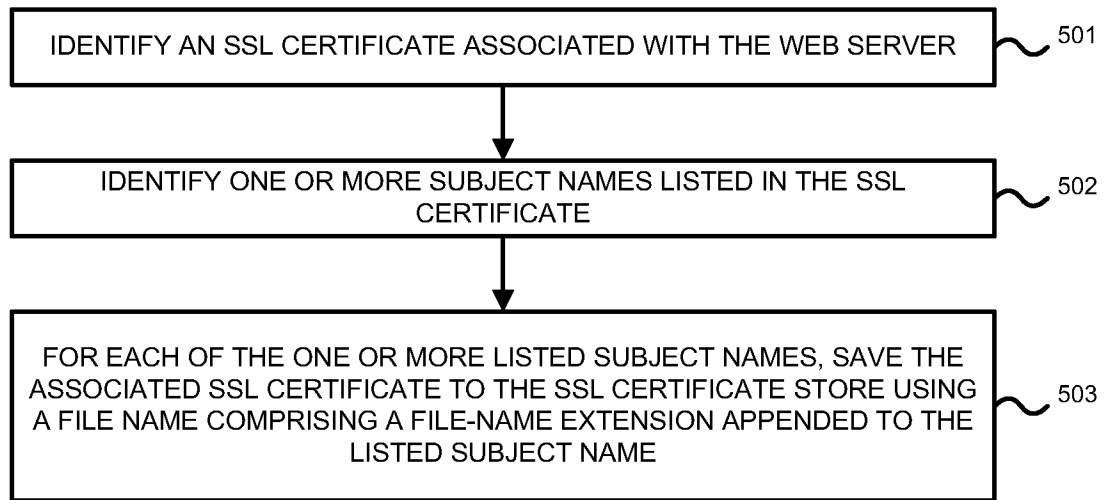 IDENTIFY AN SSL CERTIFICATE ASSOCIATED WITH THE WEB SERVER
501
IDENTIFY ONE OR MORE SUBJECT NAMES LISTED IN THE SSL
CERTIFICATE
502
FOR EACH OF THE ONE OR MORE LISTED SUBJECT NAMES, SAVE THE
ASSOCIATED SSL CERTIFICATE TO THE SSL CERTIFICATE STORE USING
A FILE NAME COMPRISING A FILE-NAME EXTENSION APPENDED TO THE
LISTED SUBJECT NAME
503